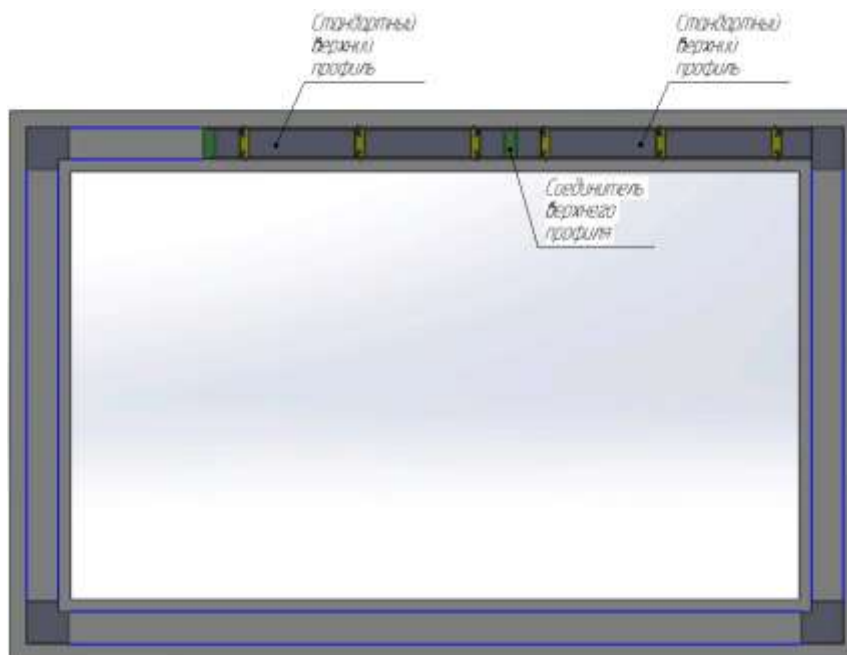 Стандартный
верхний
профиль
Стандартный
верхний
профиль
Соединитель
верхнего
профиля